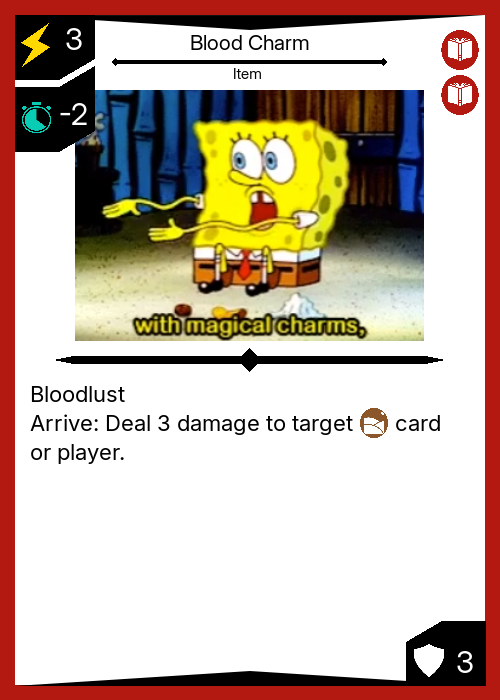 3
Blood Charm
Item
-2
with magical charms,
Bloodlust
Arrive: Deal 3 damage to target card
or player.
3